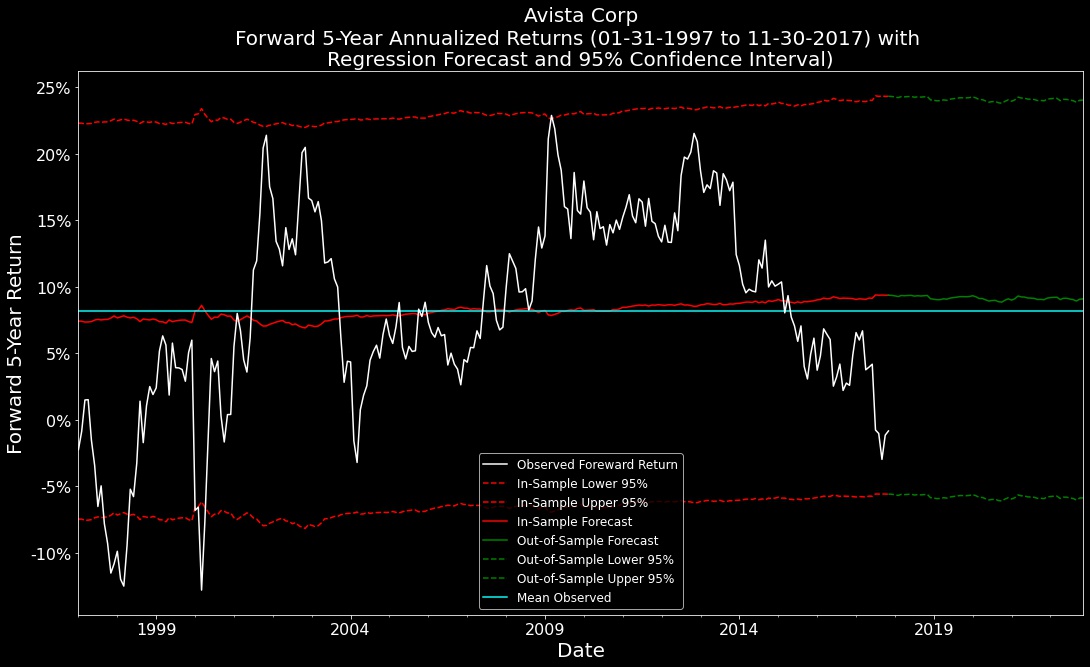 Avista Corp
Forward 5-Year Annualized Returns (01-31-1997 to 11-30-2017) with
Regression Forecast and 95% Confidence Interval)
Forward 5-Year Return
25%
20%
15%
10%
5%
0%
-5%
-10%
Observed Foreward Return
In-Sample Lower 95%
In-Sample Upper 95%
In-Sample Forecast
Out-of-Sample Forecast
Out-of-Sample Lower 95%
Out-of-Sample Upper 95%
Mean Observed
1999 2004 2009 2014 2019
Date